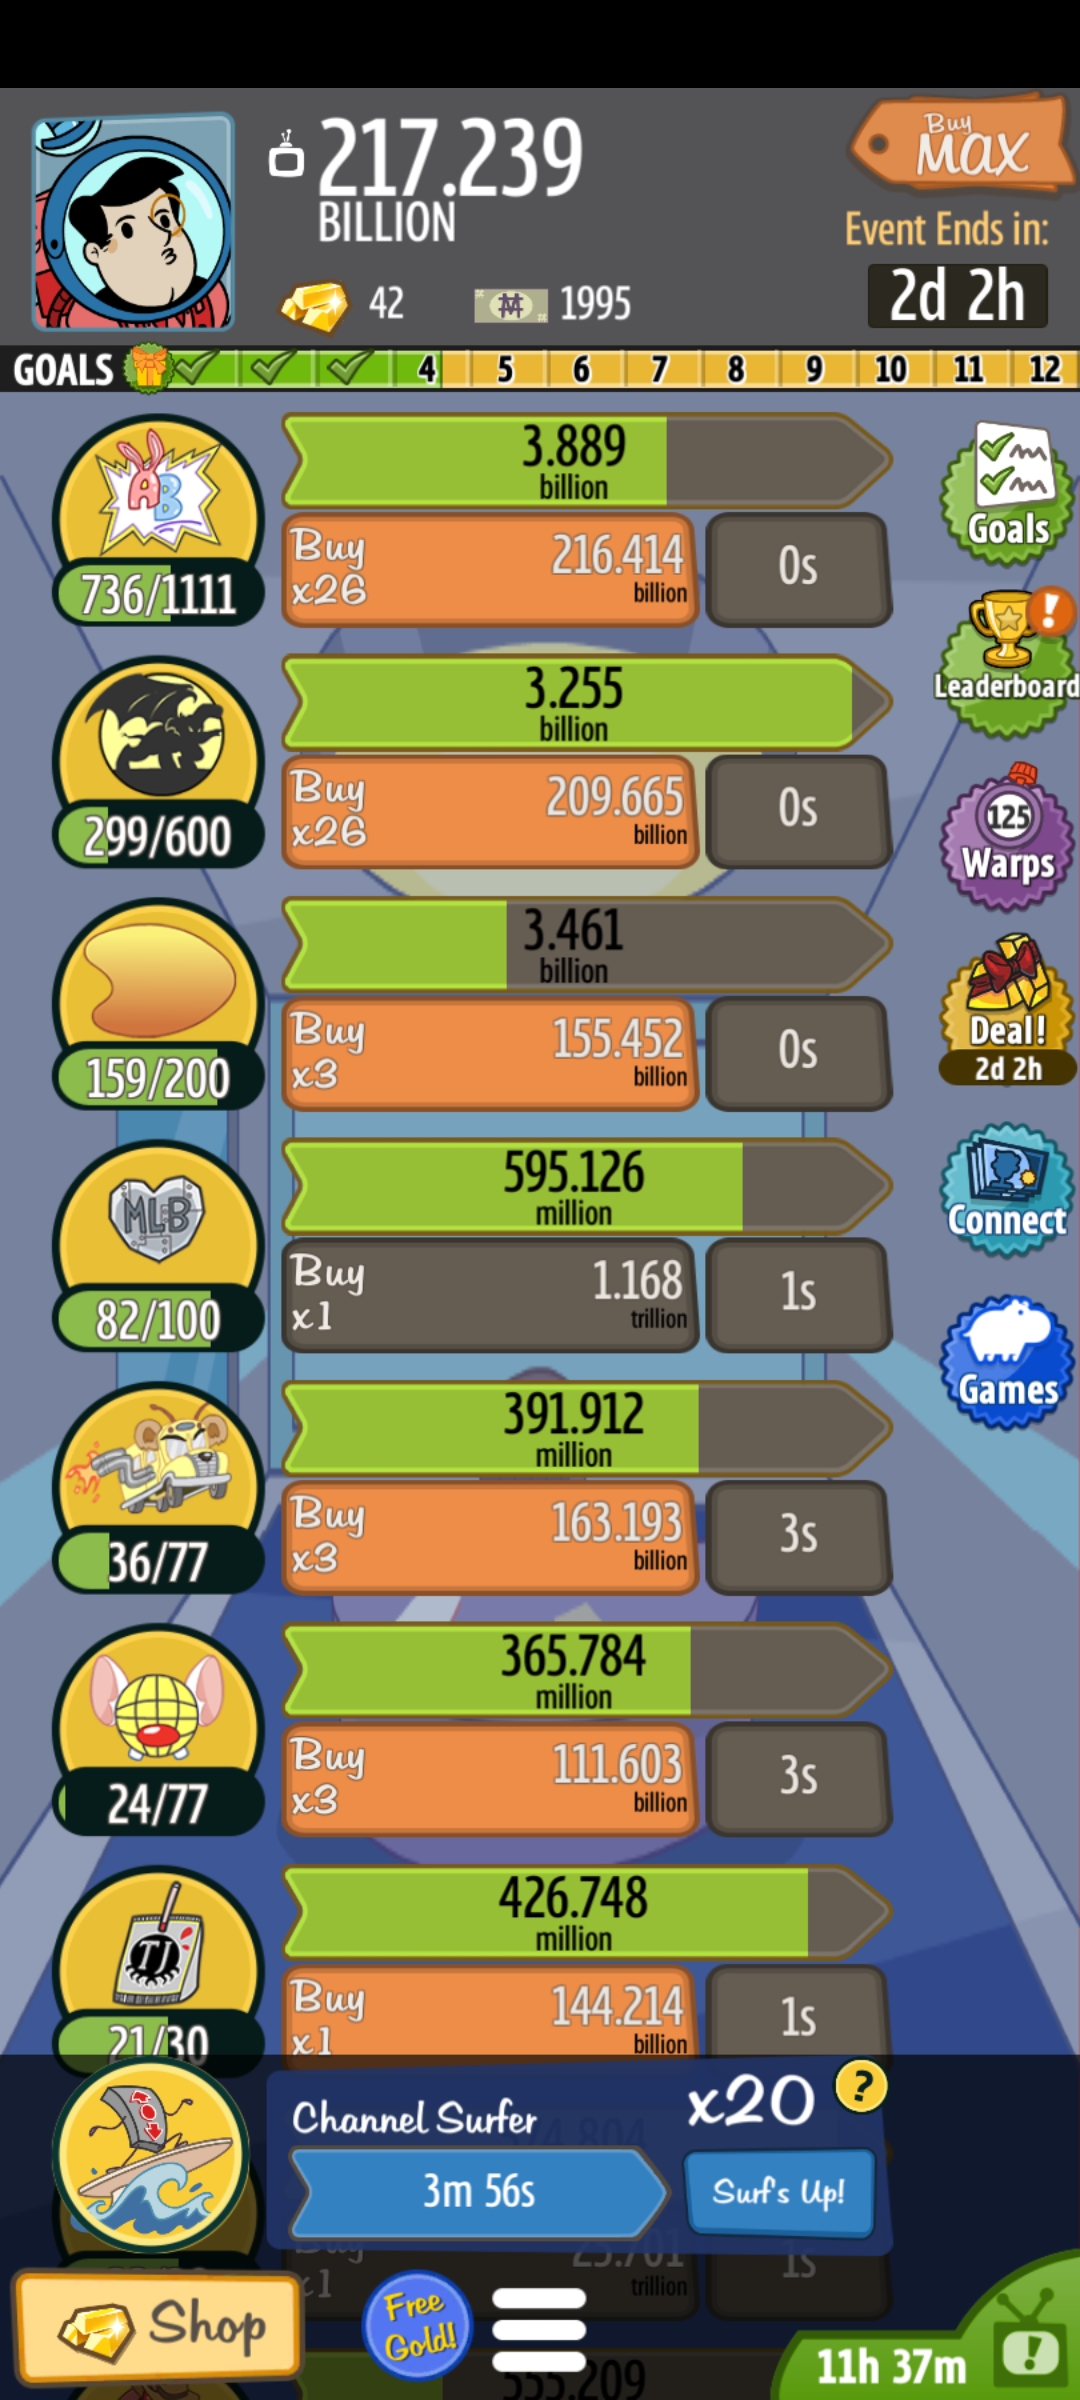 217.239
BILLION
Buy
MAX
Event Ends in:
2d 2h
42
1995
GOALS
4 5 6 7 8 9 10 11 12
AB
736/1111
3.889
billion
Buy
x26
216.414
billion
0s
Goals
299/600
3.255
billion
Buy
x26
209.665
billion
0s
Leaderboard
159/200
3.461
billion
Buy
x3
155.452
billion
0s
125
Warps
Deal!
2d 2h
MLB
82/100
595.126
million
Buy
x1
1.168
trillion
1s
Connect
Games
36/77
391.912
million
Buy
x3
163.193
billion
3s
24/77
365.784
million
Buy
x3
111.603
billion
3s
TJ
21/30
426.748
million
Buy
x1
144.214
billion
1s
Channel Surfer
x20
?
3m 56s
Surf's Up!
Buy
x1
trillion
1s
Shop
Free
Gold!
11h 37m